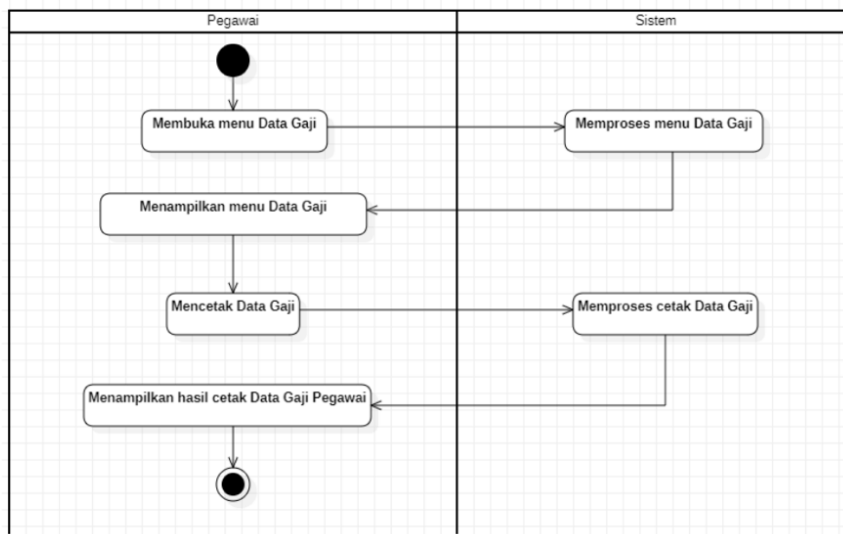 Pegawai
Sistem
Membuka menu Data Gaji
Memproses menu Data Gaji
Menampilkan menu Data Gaji
Mencetak Data Gaji
Memproses cetak Data Gaji
Menampilkan hasil cetak Data Gaji Pegawai